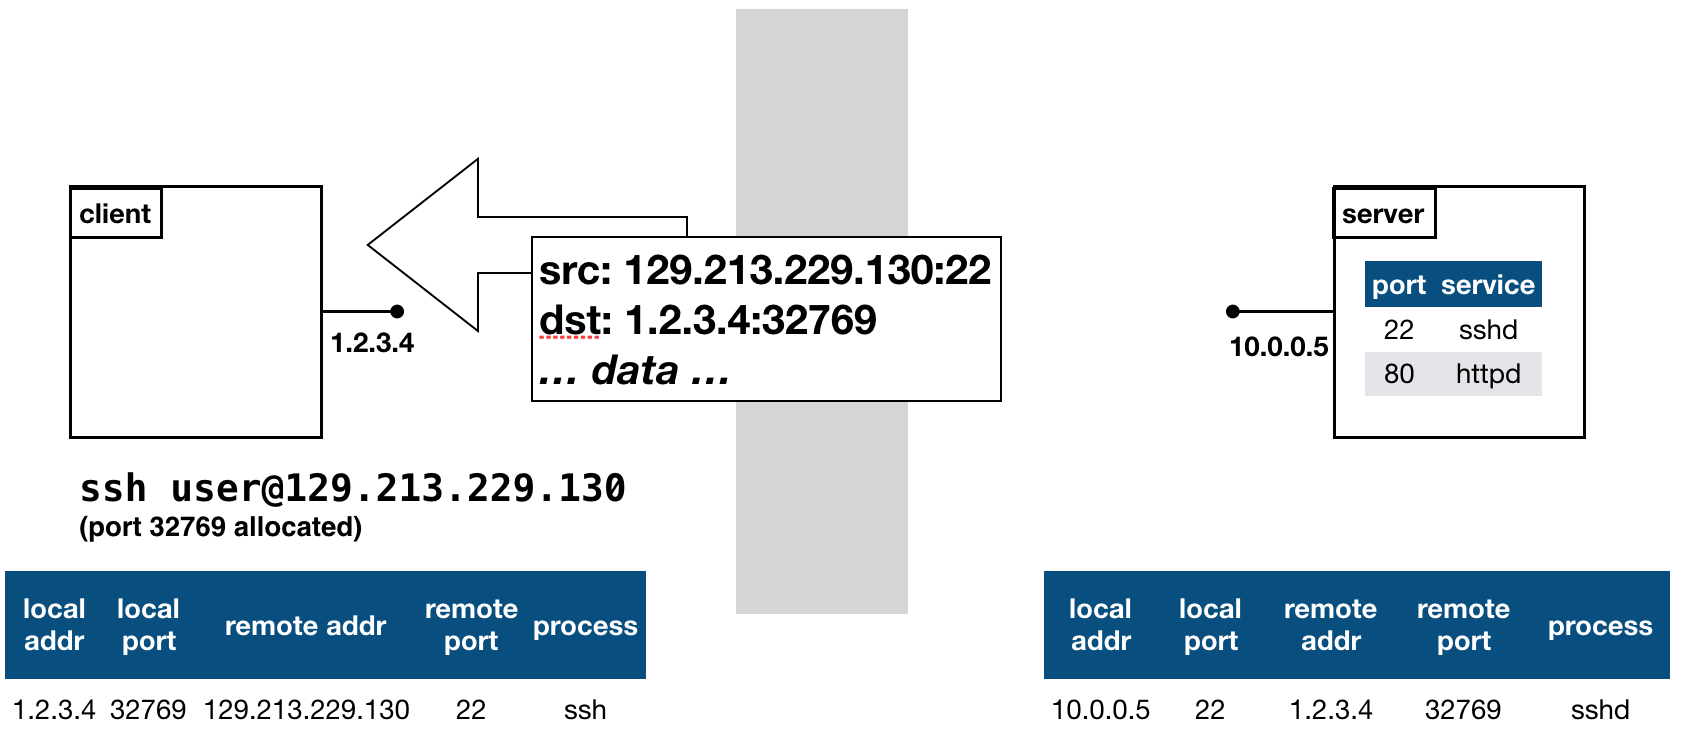 client
1.2.3.4
src: 129.213.229.130:22
dst: 1.2.3.4:32769
... data ...
10.0.0.5
server
port service
22 sshd
80 httpd
ssh user@129.213.229.130
(port 32769 allocated)
local addr local port remote addr remote port process
1.2.3.4 32769 129.213.229.130 22 ssh
local addr local port remote addr remote port process
10.0.0.5 22 1.2.3.4 32769 sshd